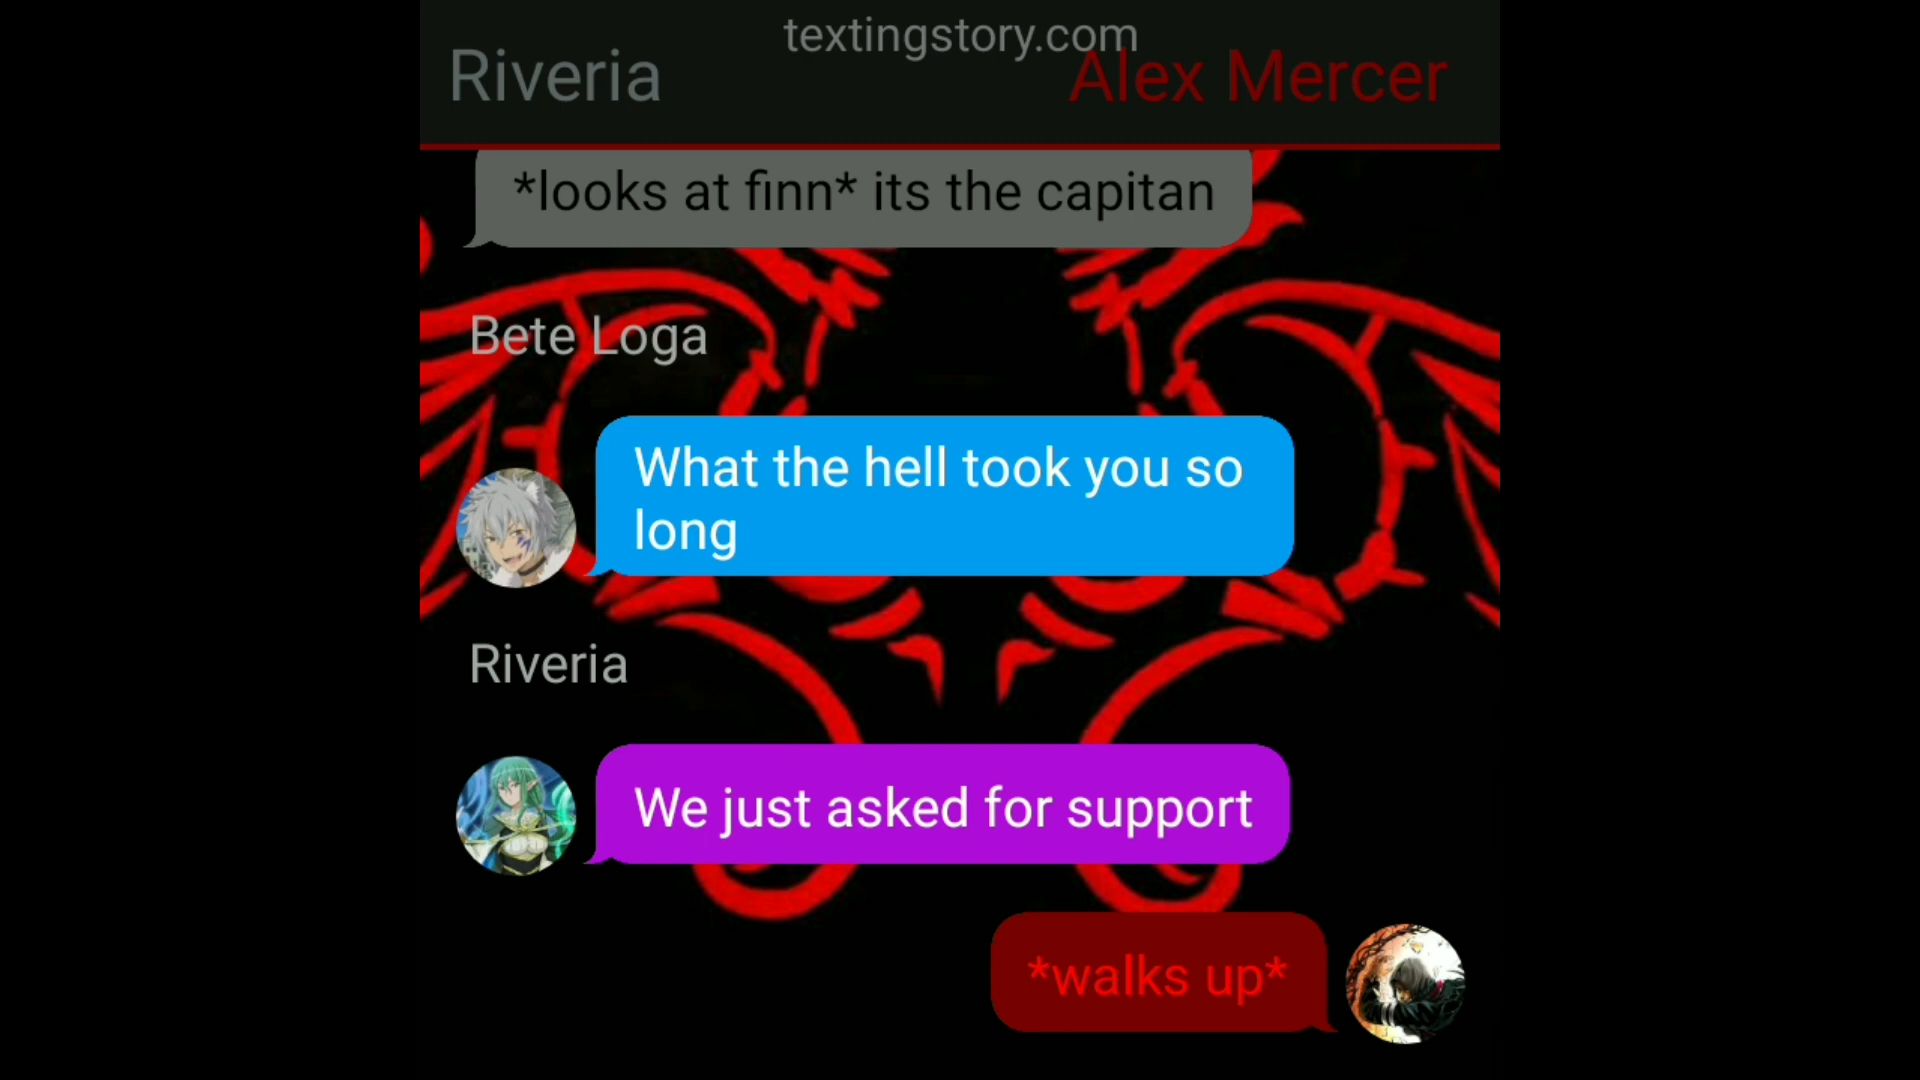 textingstory.com
Riveria
Alex Mercer
*looks at finn* its the capitan
Bete Loga
What the hell took you so
long
Riveria
We just asked for support
*walks up*